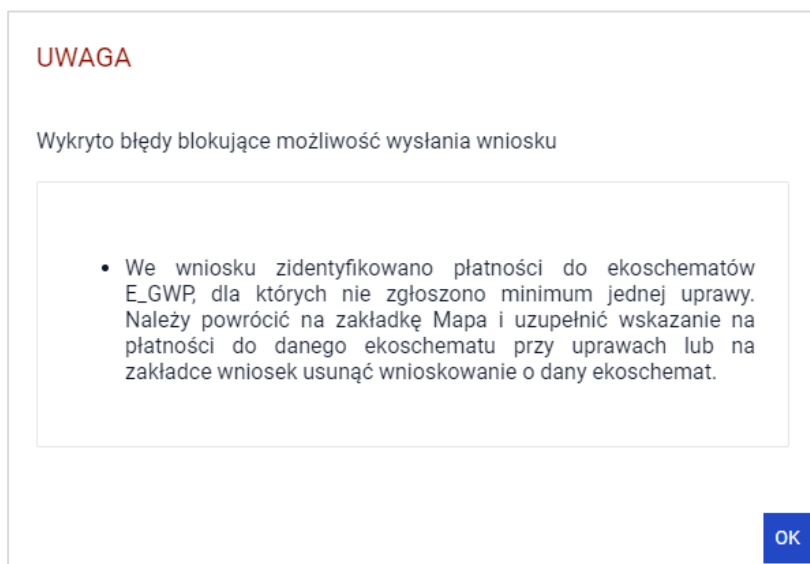 UWAGA
Wykryto błędy blokujące możliwość wysłania wniosku
• We wniosku zidentyfikowano płatności do ekoschematów
E_GWP, dla których nie zgłoszono minimum jednej uprawy.
Należy powrócić na zakładkę Mapa i uzupełnić wskazanie na
płatności do danego ekoschematu przy uprawach lub na
zakładce wniosek usunąć wnioskowanie o dany ekoschemat.
OK